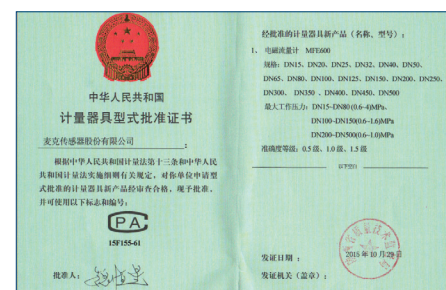 中华人民共和国
计量器具型式批准证书
麦克传感器股份有限公司：
根据中华人民共和国计量法第十三条和中华人民
共和国计量法实施细则有关规定，对你单位申请型
式批准的计量器具新产品经审查合格，现予批准，
并可使用以下标志和编号：
CPA
15F155-61
批准人：
经批准的计量器具新产品（名称、型号）：
1、 电磁流量计 MFE600
规格：DN15、DN20、DN25、DN32、DN40、DN50、
DN65、DN80、DN100、DN125、DN150、DN200、DN250、
DN300、 DN350 、DN400、DN450、DN500
最大工作压力：DN15-DN80(0.6-4)MPa、
DN100-DN150(0.6-1.6)MPa
DN200-DN500(0.6-1.0)MPa
准确度等级：0.5 级、1.0 级、1.5 级
以下空白
发证日期： 2015 年 10 月 29 日
发证机关（盖章）：